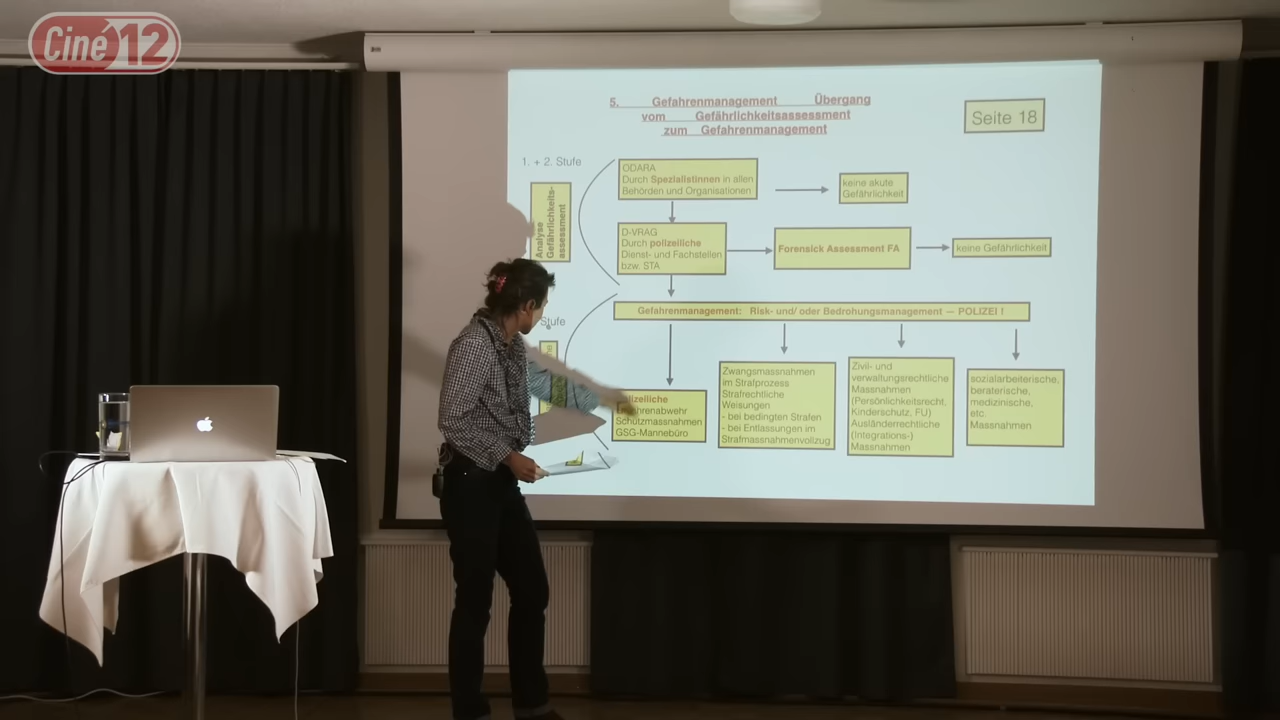 Ciné 12
5. Gefahrenmanagement Übergang
vom Gefährlichkeitsassessment
zum Gefahrenmanagement
Seite 18
1. + 2. Stufe
Analyse
Gefährlichkeits-
assessment
ODARA
Durch Spezialistinnen in allen
Behörden und Organisationen
keine akute
Gefährlichkeit
D-VRAG
Durch polizeiliche
Dienst- und Fachstellen
bzw. STA
Forensick Assessment FA
keine Gefährlichkeit
Stufe
Gefahrenmanagement: Risk- und/ oder Bedrohungsmanagement — POLIZEI !
Schutzmassnahmen
GSG-Mannebüro
Zwangsmassnahmen
im Strafprozess
Strafrechtliche
Weisungen
- bei bedingten Strafen
- bei Entlassungen im
Strafmassnahmenvollzug
Zivil- und
verwaltungsrechtliche
Massnahmen
(Persönlichkeitsrecht,
Kinderschutz, FU)
Ausländerrechtliche
(Integrations-)
Massnahmen
sozialarbeiterische,
beraterische,
medizinische,
etc.
Massnahmen